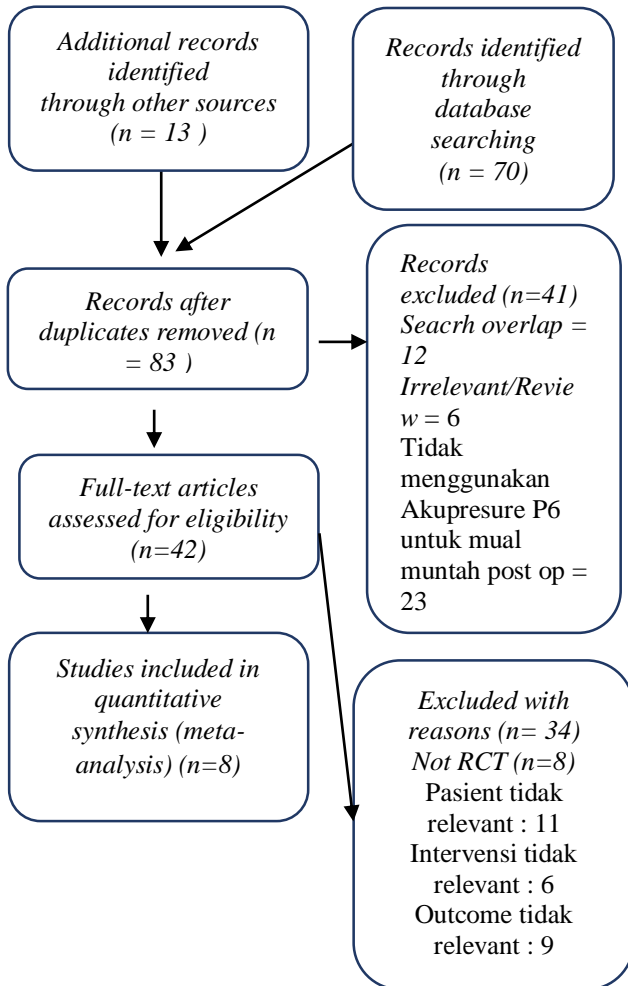 Additional records
identified
through other sources
(n = 13 )
Records identified
through
database
searching
(n = 70)
Records after
duplicates removed (n
= 83 )
Records
excluded (n=41)
Seacrh overlap =
12
Irrelevant/Revie
w = 6
Tidak
menggunakan
Akupresure P6
untuk mual
muntah post op =
23
Full-text articles
assessed for eligibility
(n=42)
Studies included in
quantitative
synthesis (meta-
analysis) (n=8)
Excluded with
reasons (n= 34)
Not RCT (n=8)
Pasient tidak
relevant : 11
Intervensi tidak
relevant : 6
Outcome tidak
relevant : 9